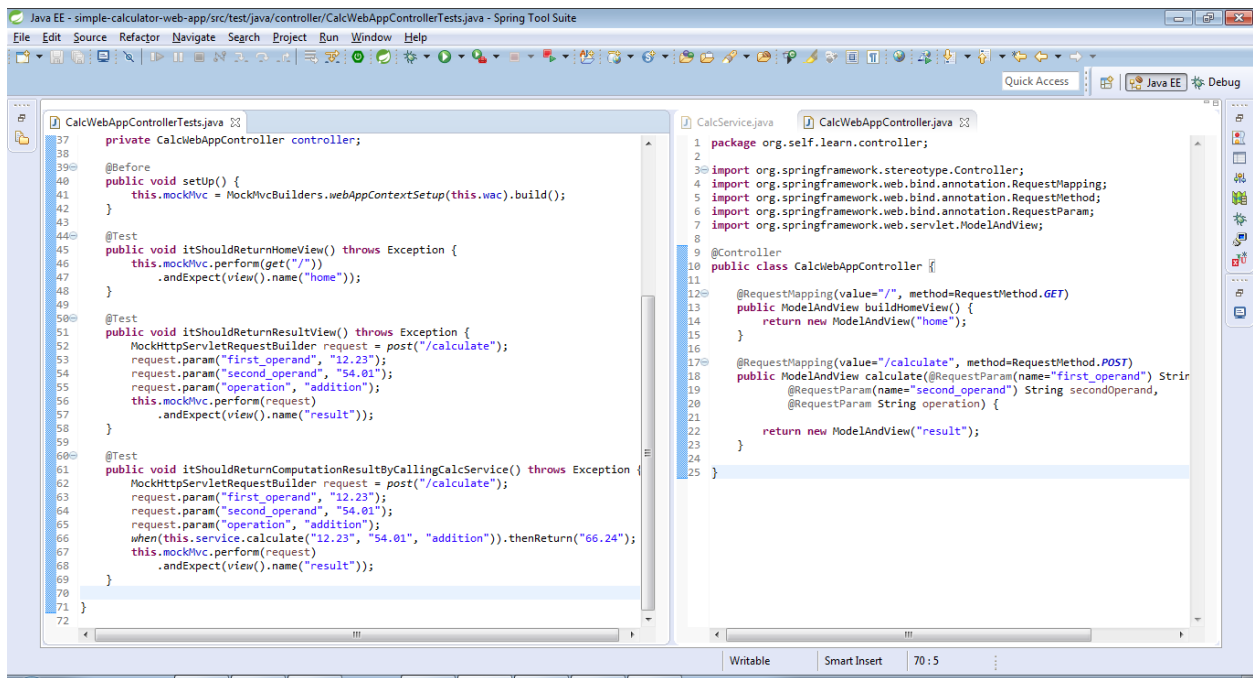 Java EE - simple-calculator-web-app/src/test/java/controller/CalcWebAppControllerTests.java - Spring Tool Suite
File Edit Source Refactor Navigate Search Project Run Window Help
Quick Access Java EE Debug
CalcWebAppControllerTests.java
37 private CalcWebAppController controller;
38
39 @Before
40 public void setUp() {
41 this.mockMvc = MockMvcBuilders.webAppContextSetup(this.wac).build();
42 }
43
44 @Test
45 public void itShouldReturnHomeView() throws Exception {
46 this.mockMvc.perform(get("/"))
47 .andExpect(view().name("home"));
48 }
49
50 @Test
51 public void itShouldReturnResultView() throws Exception {
52 MockHttpServletRequestBuilder request = post("/calculate");
53 request.param("first_operand", "12.23");
54 request.param("second_operand", "54.01");
55 request.param("operation", "addition");
56 this.mockMvc.perform(request)
57 .andExpect(view().name("result"));
58 }
59
60 @Test
61 public void itShouldReturnComputationResultByCallingCalcService() throws Exception {
62 MockHttpServletRequestBuilder request = post("/calculate");
63 request.param("first_operand", "12.23");
64 request.param("second_operand", "54.01");
65 request.param("operation", "addition");
66 when(this.service.calculate("12.23", "54.01", "addition")).thenReturn("66.24");
67 this.mockMvc.perform(request)
68 .andExpect(view().name("result"));
69 }
70
71 }
72
CalcService.java CalcWebAppController.java
1 package org.self.learn.controller;
2
3 import org.springframework.stereotype.Controller;
4 import org.springframework.web.bind.annotation.RequestMapping;
5 import org.springframework.web.bind.annotation.RequestMethod;
6 import org.springframework.web.bind.annotation.RequestParam;
7 import org.springframework.web.servlet.ModelAndView;
8
9 @Controller
10 public class CalcWebAppController {
11
12 @RequestMapping(value="/", method=RequestMethod.GET)
13 public ModelAndView buildHomeView() {
14 return new ModelAndView("home");
15 }
16
17 @RequestMapping(value="/calculate", method=RequestMethod.POST)
18 public ModelAndView calculate(@RequestParam(name="first_operand") Strin
19 @RequestParam(name="second_operand") String secondOperand,
20 @RequestParam String operation) {
21
22 return new ModelAndView("result");
23 }
24
25 }
Writable Smart Insert 70 : 5